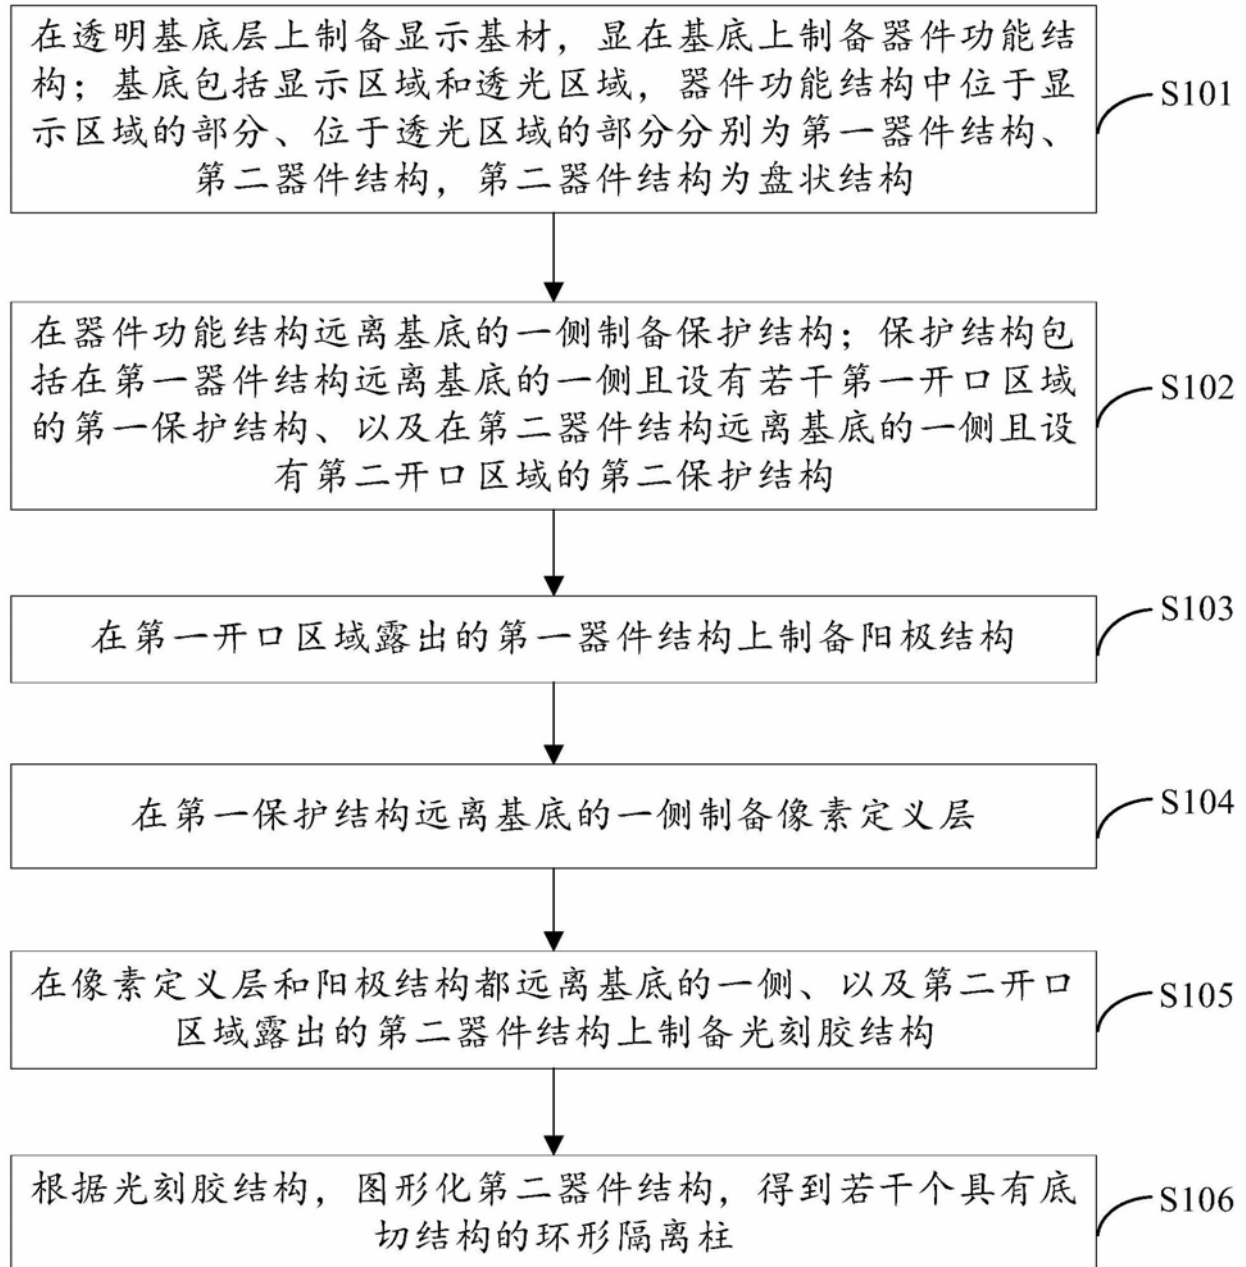 在透明基底层上制备显示基材，显在基底上制备器件功能结
构；基底包括显示区域和透光区域，器件功能结构中位于显
示区域的部分、位于透光区域的部分分别为第一器件结构、
第二器件结构，第二器件结构为盘状结构
S101
在器件功能结构远离基底的一侧制备保护结构；保护结构包
括在第一器件结构远离基底的一侧且设有若干第一开口区域
的第一保护结构、以及在第二器件结构远离基底的一侧且设
有第二开口区域的第二保护结构
S102
在第一开口区域露出的第一器件结构上制备阳极结构
S103
在第一保护结构远离基底的一侧制备像素定义层
S104
在像素定义层和阳极结构都远离基底的一侧、以及第二开口
区域露出的第二器件结构上制备光刻胶结构
S105
根据光刻胶结构，图形化第二器件结构，得到若干个具有底
切结构的环形隔离柱
S106